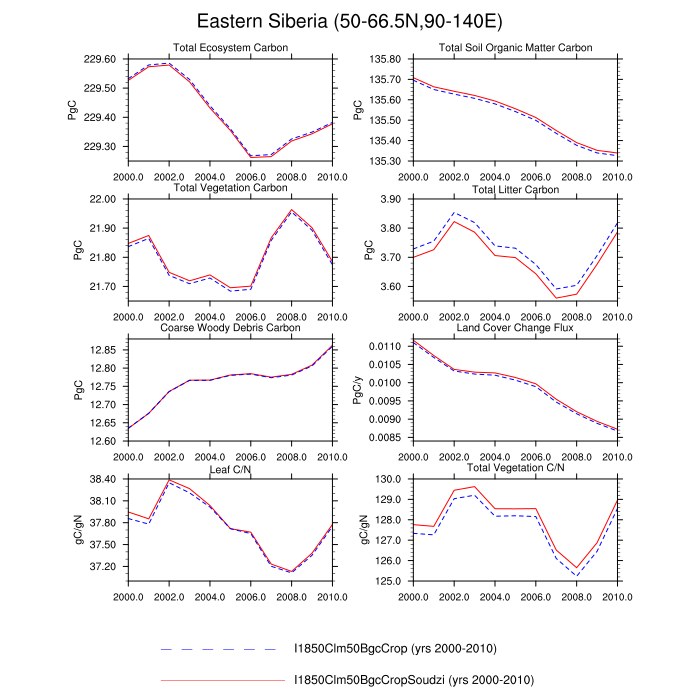 Eastern Siberia (50-66.5N,90-140E)
Total Ecosystem Carbon
PgC
229.60
229.50
229.40
229.30
2000.0 2002.0 2004.0 2006.0 2008.0 2010.0
Total Soil Organic Matter Carbon
PgC
135.80
135.70
135.60
135.50
135.40
135.30
2000.0 2002.0 2004.0 2006.0 2008.0 2010.0
Total Vegetation Carbon
PgC
22.00
21.90
21.80
21.70
2000.0 2002.0 2004.0 2006.0 2008.0 2010.0
Total Litter Carbon
PgC
3.90
3.80
3.70
3.60
2000.0 2002.0 2004.0 2006.0 2008.0 2010.0
Coarse Woody Debris Carbon
PgC
12.85
12.80
12.75
12.70
12.65
12.60
2000.0 2002.0 2004.0 2006.0 2008.0 2010.0
Land Cover Change Flux
PgC/y
0.0110
0.0105
0.0100
0.0095
0.0090
0.0085
2000.0 2002.0 2004.0 2006.0 2008.0 2010.0
Leaf C/N
gC/gN
38.40
38.10
37.80
37.50
37.20
2000.0 2002.0 2004.0 2006.0 2008.0 2010.0
Total Vegetation C/N
gC/gN
130.0
129.0
128.0
127.0
126.0
125.0
2000.0 2002.0 2004.0 2006.0 2008.0 2010.0
I1850Clm50BgcCrop (yrs 2000-2010)
I1850Clm50BgcCropSoudzi (yrs 2000-2010)